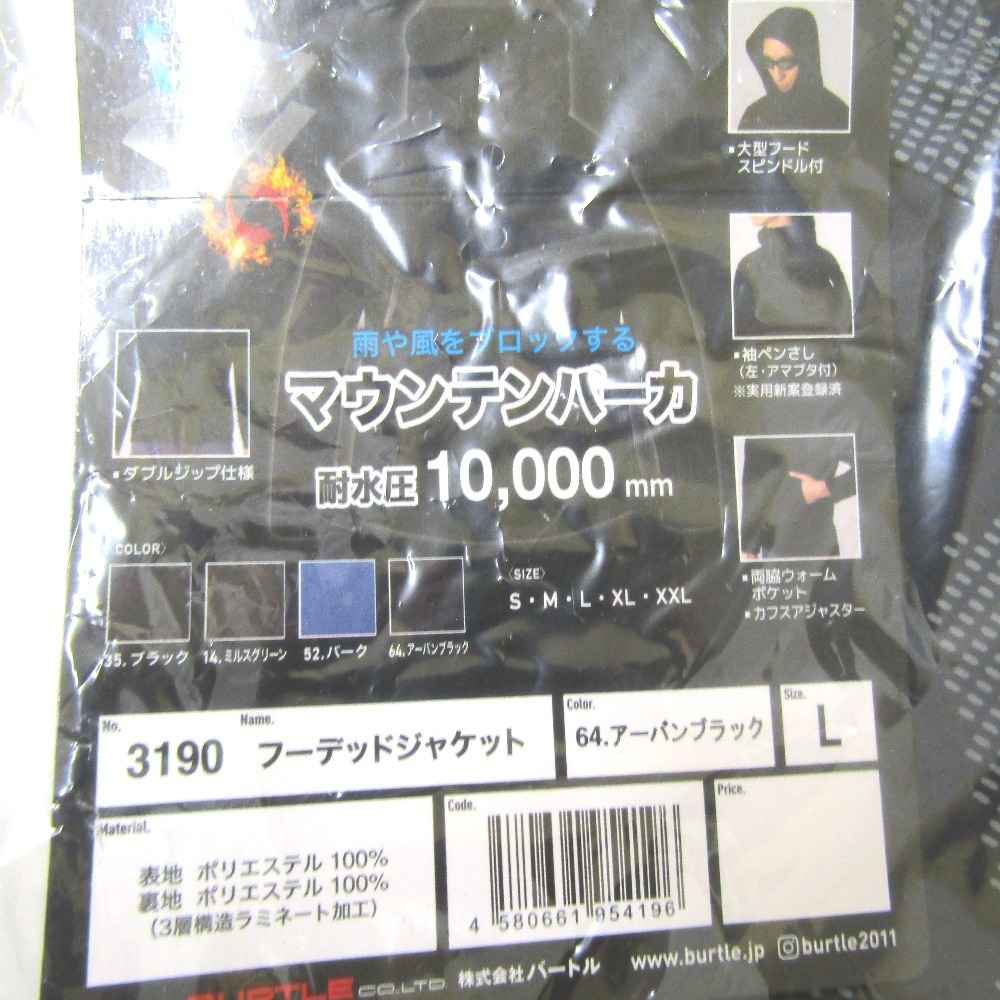 風
大型フード
スピンドル付
袖ペンさし
(左・アマブタ付)
※実用新案登録済
雨や風をブロックする
マウンテンパーカ
耐水圧 10,000 mm
ダブルジップ仕様
両脇ウォーム
ポケット
カフスアジャスター
〈COLOR〉
35.ブラック 14.ミルスグリーン 52.バーク 64.アーバンブラック
〈SIZE〉
S・M・L・XL・XXL
No. Name. Color. Size.
3190 フーデッドジャケット 64.アーバンブラック L
Material. Code. Price.
表地 ポリエステル 100%
裏地 ポリエステル 100%
(3層構造ラミネート加工)
4 580661 954196
BURTLE CO.,LTD. 株式会社バートル www.burtle.jp burtle2011